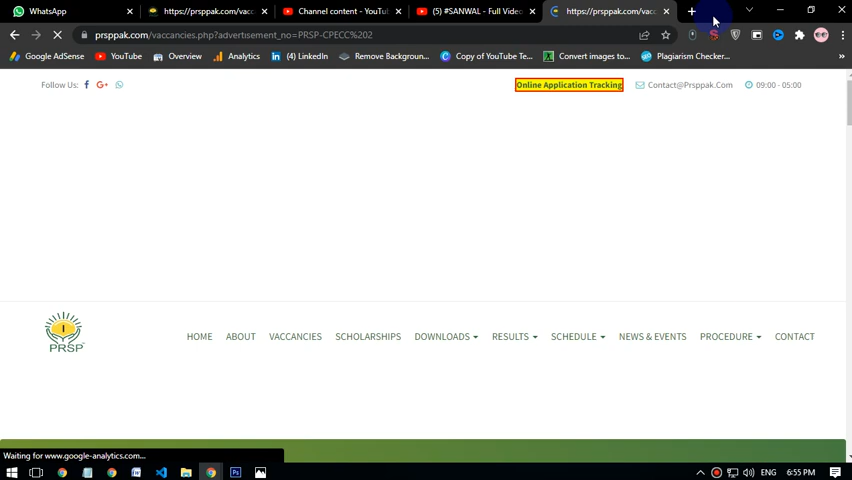 WhatsApp
https://prsppak.com/vacc
Channel content - YouTu
(5) #SANWAL - Full Video
https://prsppak.com/vacc
prsppak.com/vaccancies.php?advertisement_no=PRSP-CPECC%202
Google AdSense
YouTube
Overview
Analytics
(4) LinkedIn
Remove Backgroun...
Copy of YouTube Te...
Convert images to...
Plagiarism Checker...
»
Follow Us:
Online Application Tracking
Contact@Prsppak.Com
09:00 - 05:00
PRSP
HOME
ABOUT
VACCANCIES
SCHOLARSHIPS
DOWNLOADS
RESULTS
SCHEDULE
NEWS & EVENTS
PROCEDURE
CONTACT
Waiting for www.google-analytics.com...
ENG
6:55 PM